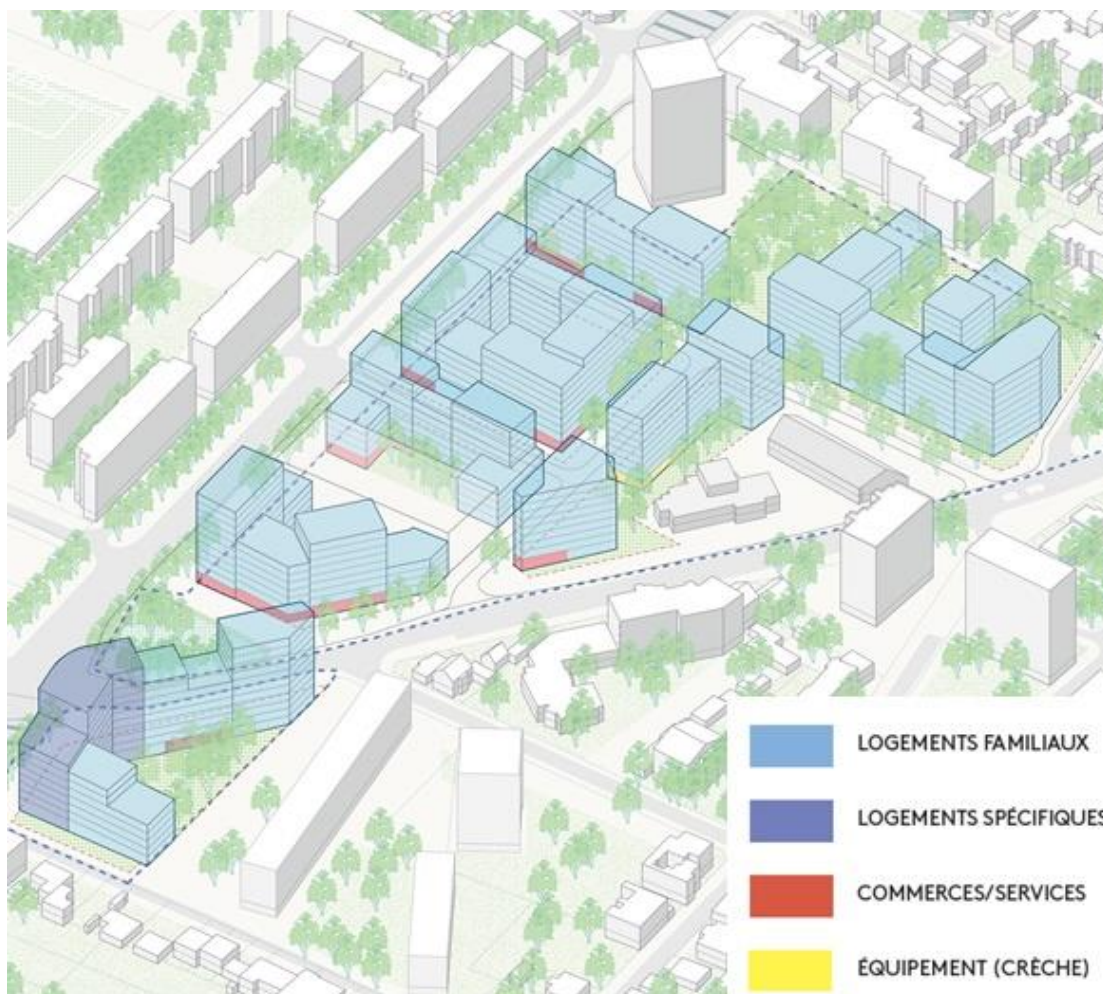 LOGEMENTS FAMILIAUX
LOGEMENTS SPÉCIFIQUES
COMMERCES/SERVICES
ÉQUIPEMENT (CRÈCHE)